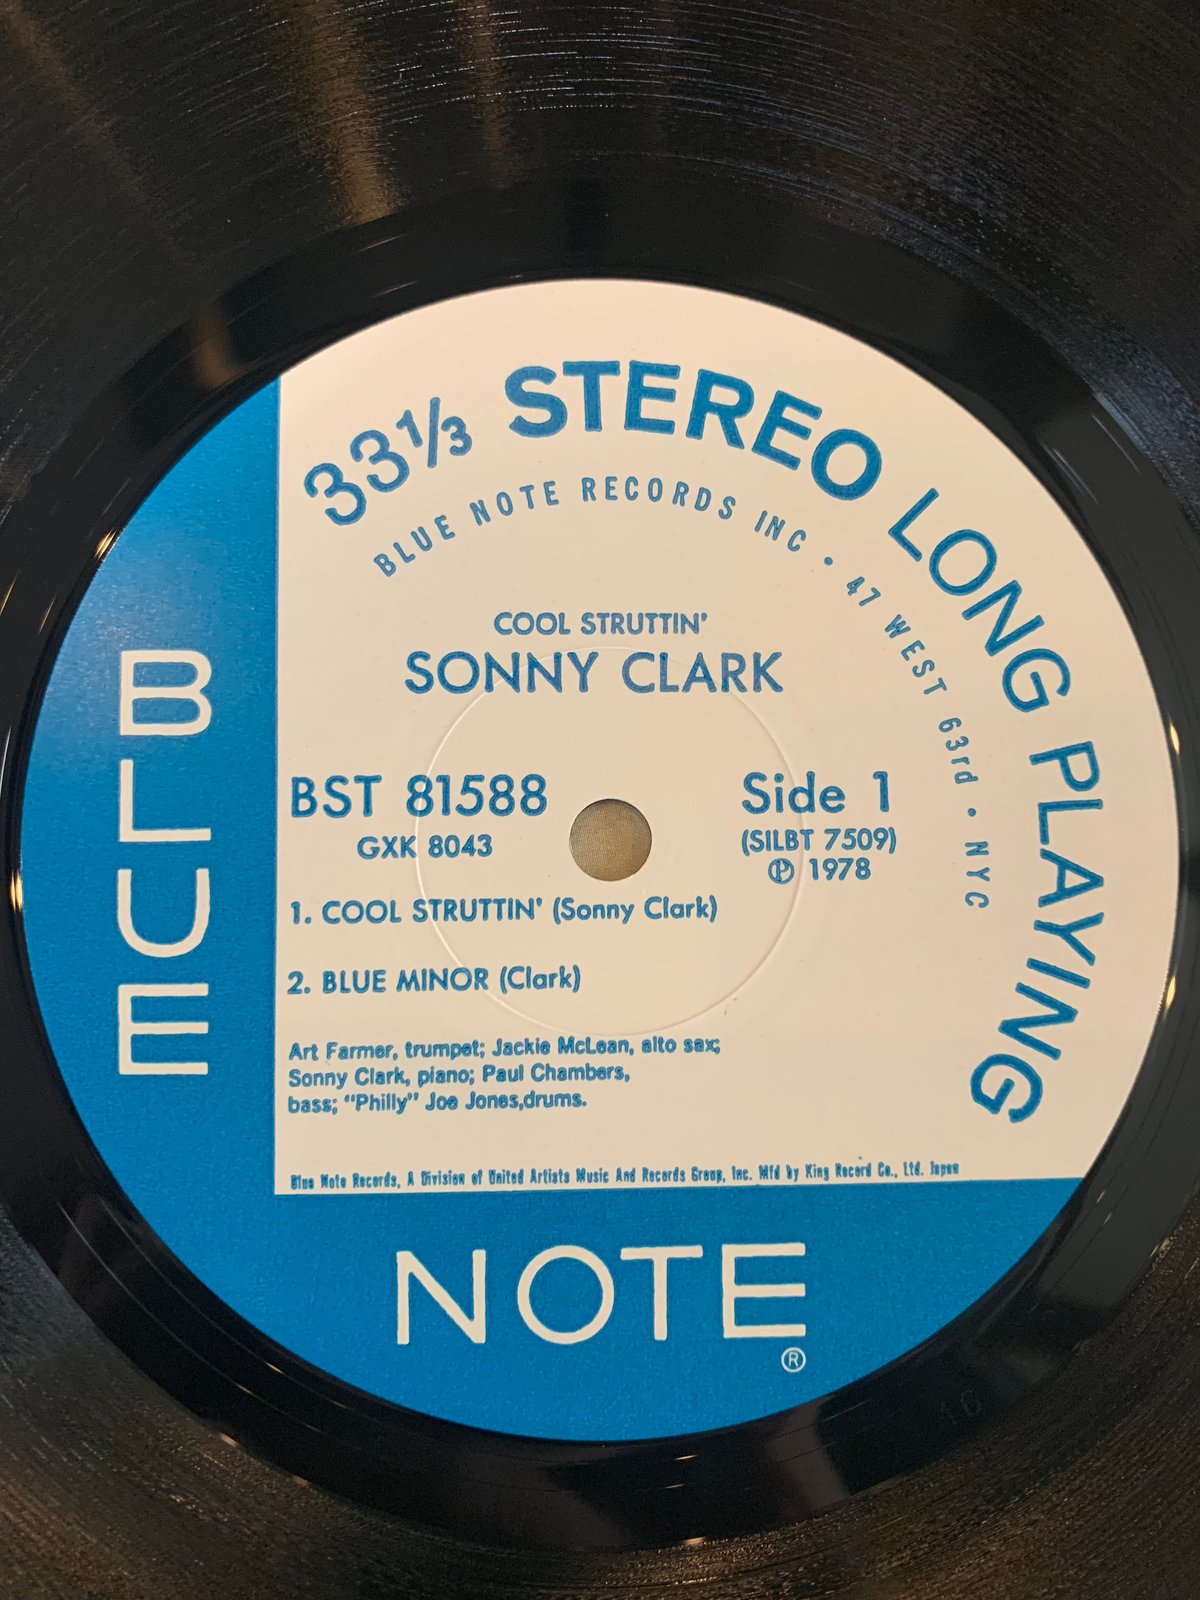 33⅓ STEREO LONG PLAYING
BLUE NOTE RECORDS INC • 47 WEST 63rd • NYC
COOL STRUTTIN'
SONNY CLARK
BST 81588
GXK 8043
Side 1
(SILBT 7509)
℗ 1978
1. COOL STRUTTIN' (Sonny Clark)
2. BLUE MINOR (Clark)
Art Farmer, trumpet; Jackie McLean, alto sax;
Sonny Clark, piano; Paul Chambers,
bass; "Philly" Joe Jones,drums.
Blue Note Records, A Division of United Artists Music And Records Group, Inc. Mfd by King Record Co., Ltd. Japan
BLUE
NOTE
®
16